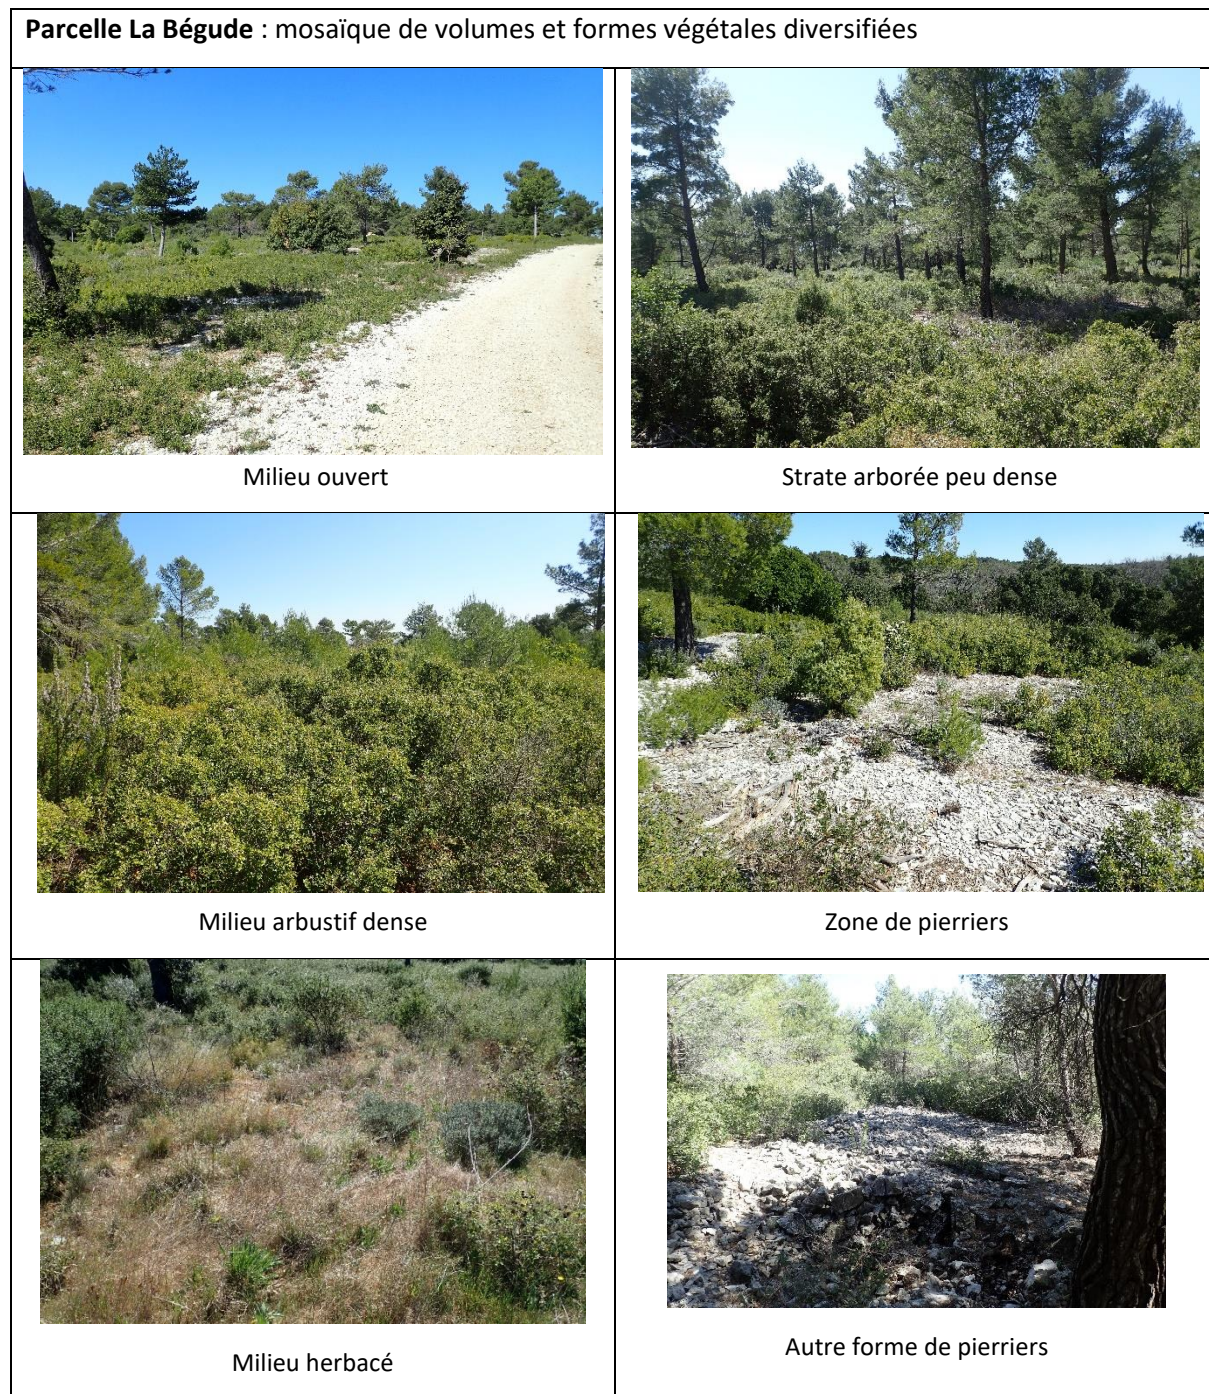 Parcelle La Bégude : mosaïque de volumes et formes végétales diversifiées
Milieu ouvert
Strate arborée peu dense
Milieu arbustif dense
Zone de pierriers
Milieu herbacé
Autre forme de pierriers